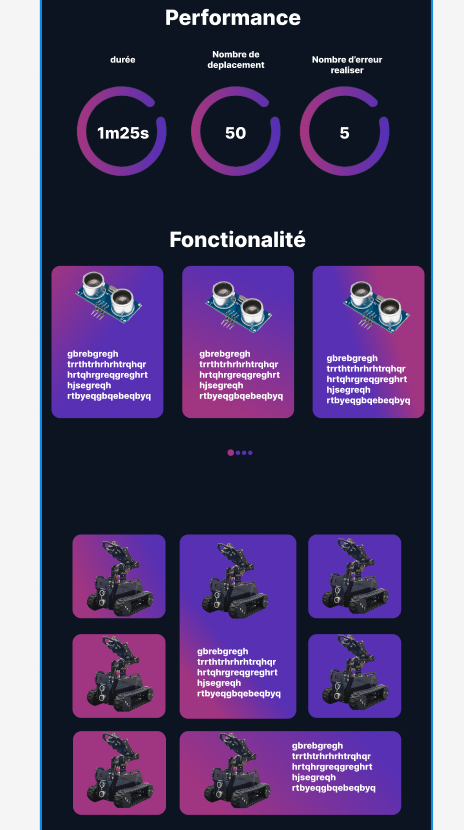 Performance
durée
Nombre de
deplacement
Nombre d'erreur
realiser
1m25s
50
5
Fonctionalité
gbrebgregh
trrthtrhrhrhtrqhqr
hrtqhrgreqgreghrt
hjsegreqh
rtbyeqgbqebeqbyq
gbrebgregh
trrthtrhrhrhtrqhqr
hrtqhrgreqgreghrt
hjsegreqh
rtbyeqgbqebeqbyq
gbrebgregh
trrthtrhrhrhtrqhqr
hrtqhrgreqgreghrt
hjsegreqh
rtbyeqgbqebeqbyq
gbrebgregh
trrthtrhrhrhtrqhqr
hrtqhrgreqgreghrt
hjsegreqh
rtbyeqgbqebeqbyq
gbrebgregh
trrthtrhrhrhtrqhqr
hrtqhrgreqgreghrt
hjsegreqh
rtbyeqgbqebeqbyq